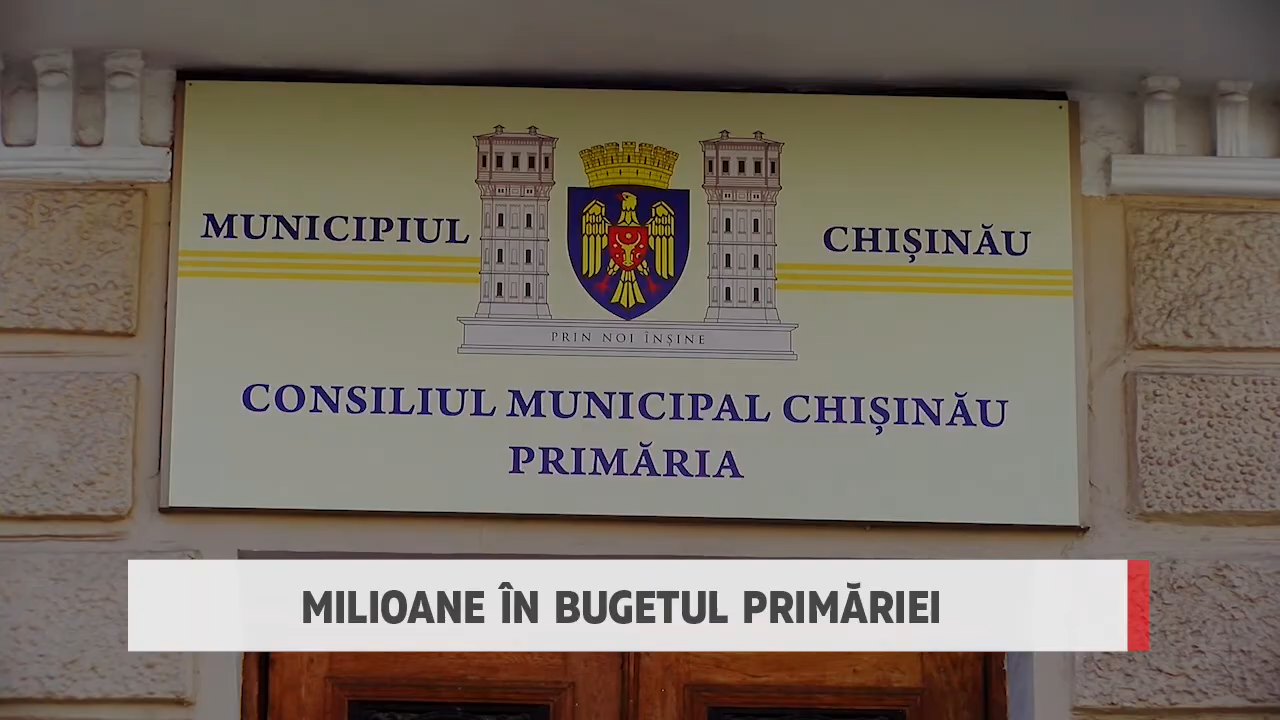 MUNICIPIUL CHIȘINĂU
PRIN NOI ÎNȘINE
CONSILIUL MUNICIPAL CHIȘINĂU
PRIMĂRIA
MILIOANE ÎN BUGETUL PRIMĂRIEI